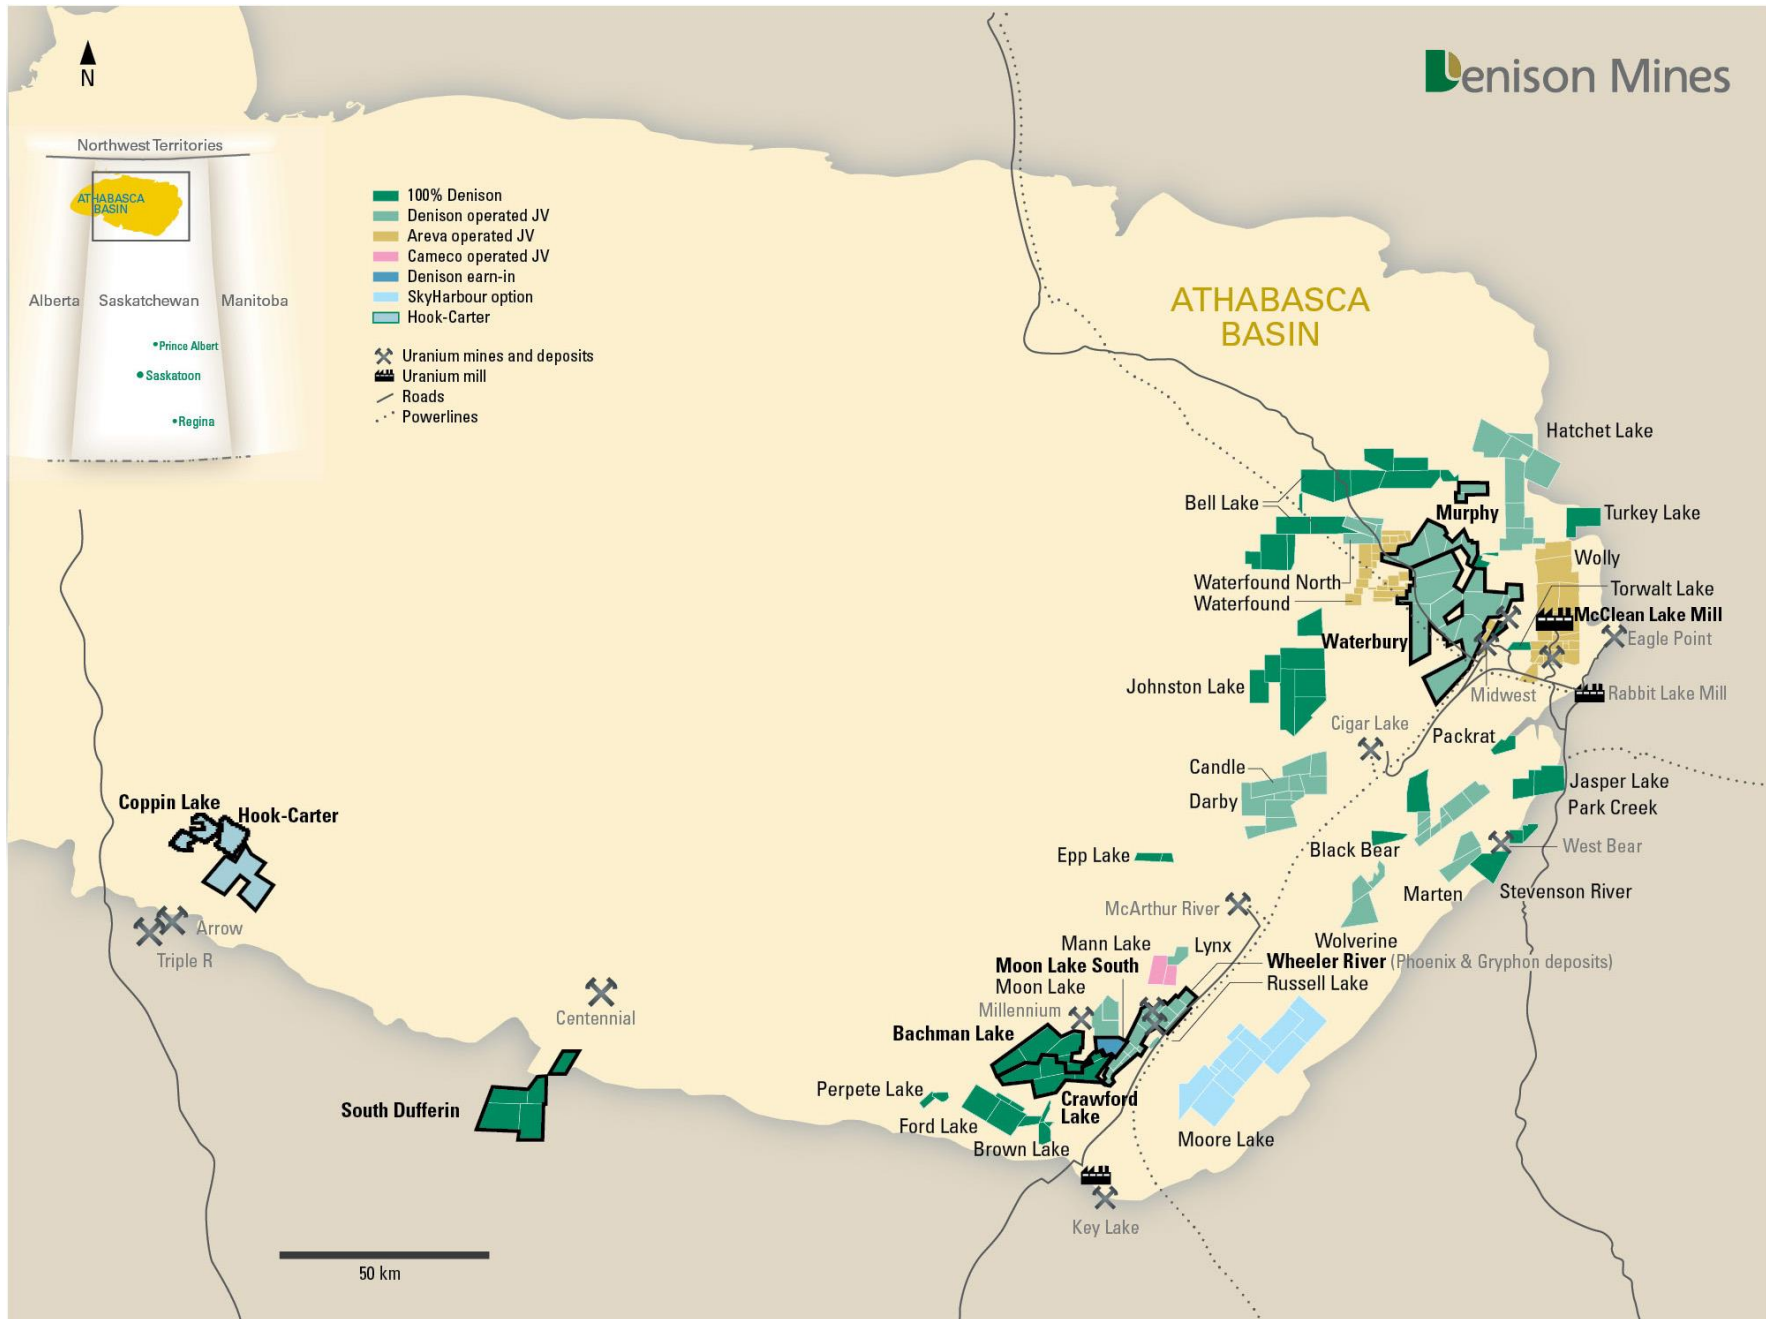 N
Denison Mines
Northwest Territories
ATHABASCA
BASIN
Alberta
Saskatchewan
Manitoba
Prince Albert
Saskatoon
Regina
100% Denison
Denison operated JV
Areva operated JV
Cameco operated JV
Denison earn-in
SkyHarbour option
Hook-Carter
Uranium mines and deposits
Uranium mill
Roads
Powerlines
ATHABASCA
BASIN
Hatchet Lake
Bell Lake
Murphy
Turkey Lake
Wolly
Waterfound North
Waterfound
Torwalt Lake
McClean Lake Mill
Eagle Point
Waterbury
Johnston Lake
Midwest
Rabbit Lake Mill
Cigar Lake
Packrat
Candle
Darby
Jasper Lake
Park Creek
Coppin Lake
Hook-Carter
Epp Lake
Black Bear
West Bear
Marten
Stevenson River
McArthur River
Arrow
Triple R
Mann Lake
Lynx
Wolverine
Moon Lake South
Wheeler River (Phoenix & Gryphon deposits)
Moon Lake
Russell Lake
Millennium
Centennial
Bachman Lake
Perpete Lake
South Dufferin
Crawford
Lake
Ford Lake
Brown Lake
Moore Lake
Key Lake
50 km